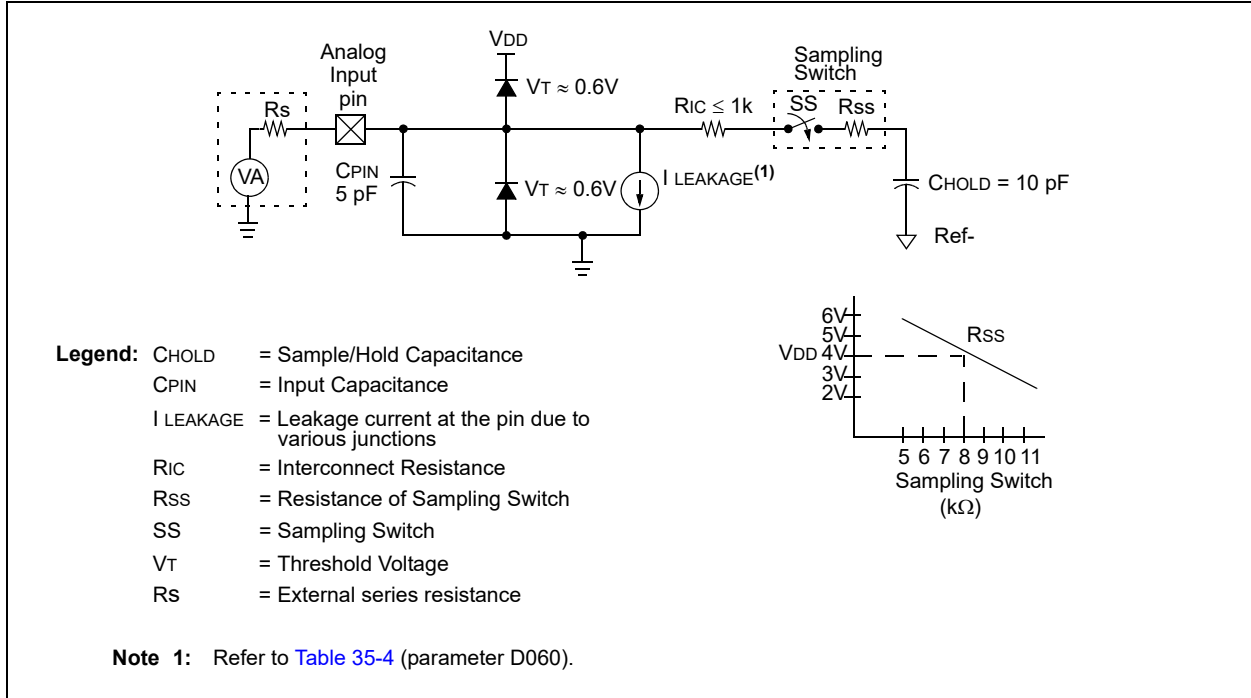 VDD
Analog
Input
pin
Sampling
Switch
VT ≈ 0.6V
RIC ≤ 1k
SS
Rss
Rs
VA
CPIN
5 pF
VT ≈ 0.6V
I LEAKAGE(1)
CHOLD = 10 pF
Ref-
6V
5V
VDD 4V
3V
2V
RSS
5 6 7 8 9 10 11
Sampling Switch
(kΩ)
Legend: CHOLD = Sample/Hold Capacitance
CPIN = Input Capacitance
I LEAKAGE = Leakage current at the pin due to
various junctions
RIC = Interconnect Resistance
RSS = Resistance of Sampling Switch
SS = Sampling Switch
VT = Threshold Voltage
Rs = External series resistance
Note 1: Refer to Table 35-4 (parameter D060).